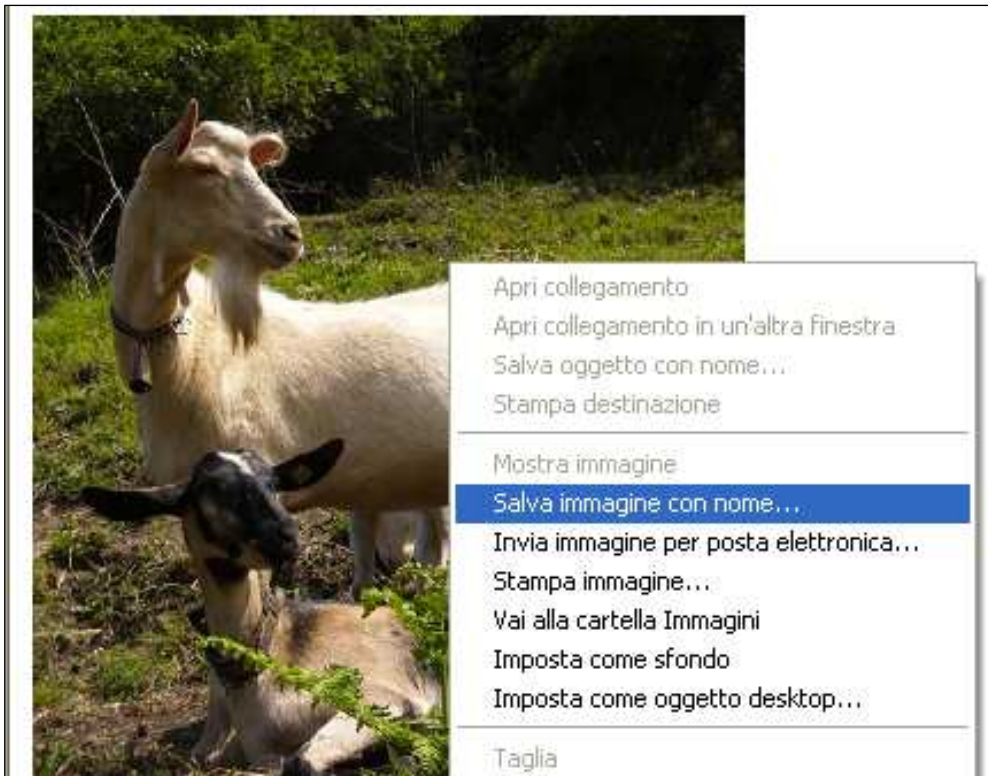 Apri collegamento
Apri collegamento in un'altra finestra
Salva oggetto con nome...
Stampa destinazione
Mostra immagine
Salva immagine con nome...
Invia immagine per posta elettronica...
Stampa immagine...
Vai alla cartella Immagini
Imposta come sfondo
Imposta come oggetto desktop...
Taglia